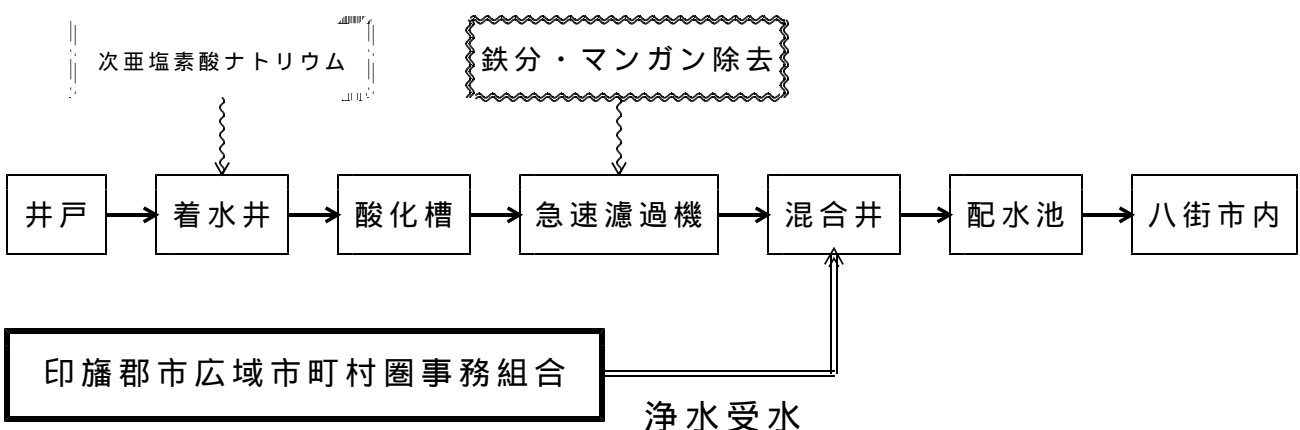 次亜塩素酸ナトリウム
鉄分・マンガン除去
井戸
着水井
酸化槽
急速濾過機
混合井
配水池
八街市内
印旛郡市広域市町村圏事務組合
浄水受水